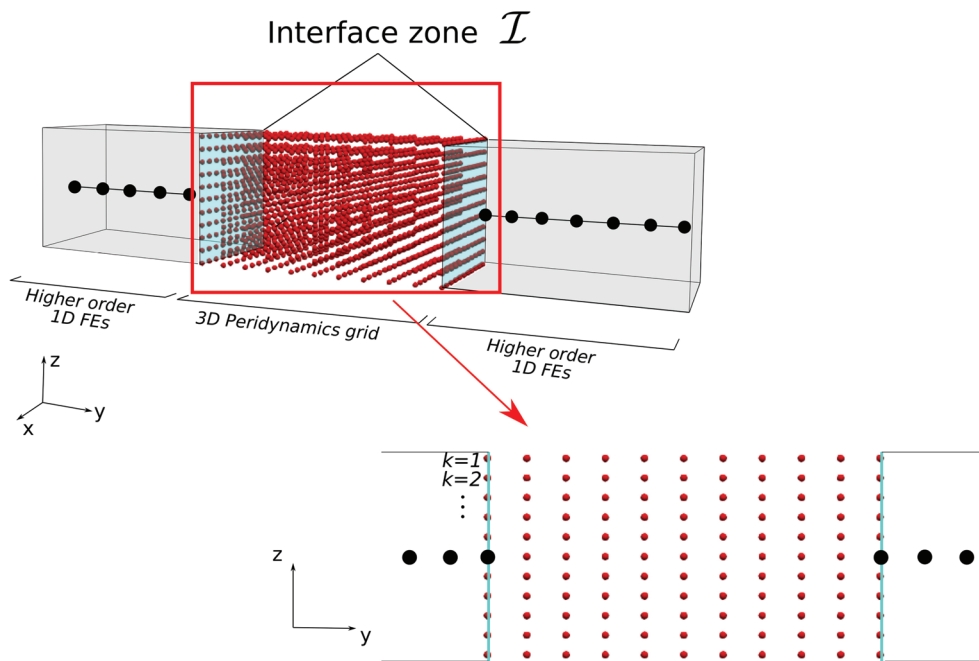 Interface zone 𝓘
Higher order
1D FEs
3D Peridynamics grid
Higher order
1D FEs
z
y
x
k=1
k=2
⋮
z
y